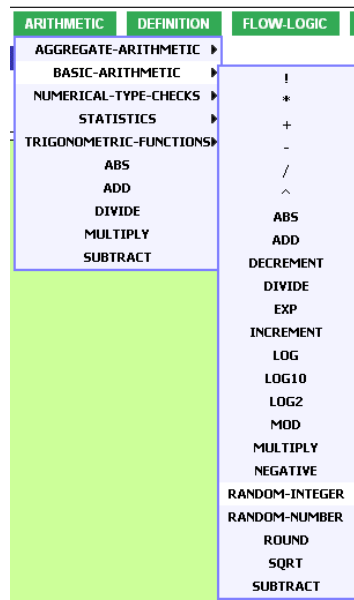 ARITHMETIC DEFINITION FLOW-LOGIC
AGGREGATE-ARITHMETIC
BASIC-ARITHMETIC
NUMERICAL-TYPE-CHECKS
STATISTICS
TRIGONOMETRIC-FUNCTIONS
ABS
ADD
DIVIDE
MULTIPLY
SUBTRACT
!
*
+
-
/
^
ABS
ADD
DECREMENT
DIVIDE
EXP
INCREMENT
LOG
LOG10
LOG2
MOD
MULTIPLY
NEGATIVE
RANDOM-INTEGER
RANDOM-NUMBER
ROUND
SQRT
SUBTRACT